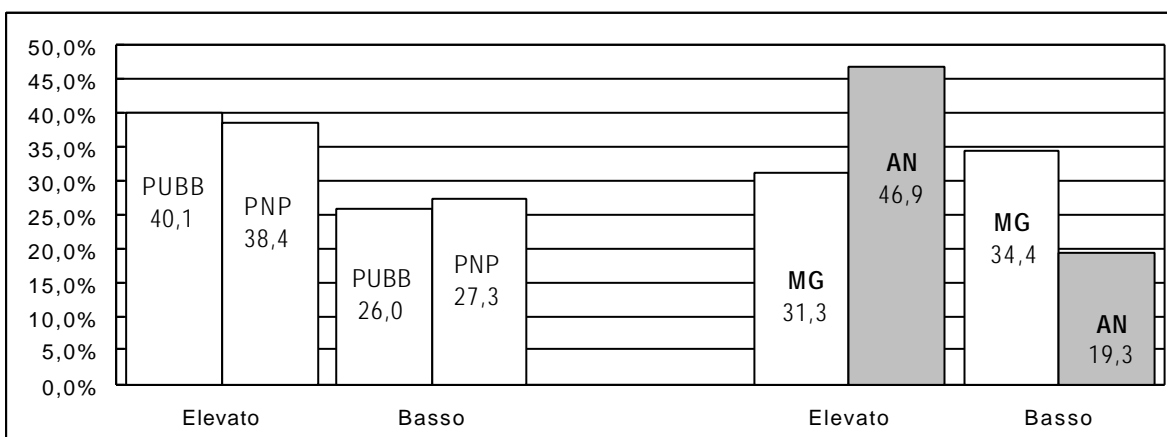 50,0%
45,0%
40,0%
35,0%
30,0%
25,0%
20,0%
15,0%
10,0%
5,0%
0,0%
PUBB
40,1
PNP
38,4
PUBB
26,0
PNP
27,3
MG
31,3
AN
46,9
MG
34,4
AN
19,3
Elevato Basso Elevato Basso